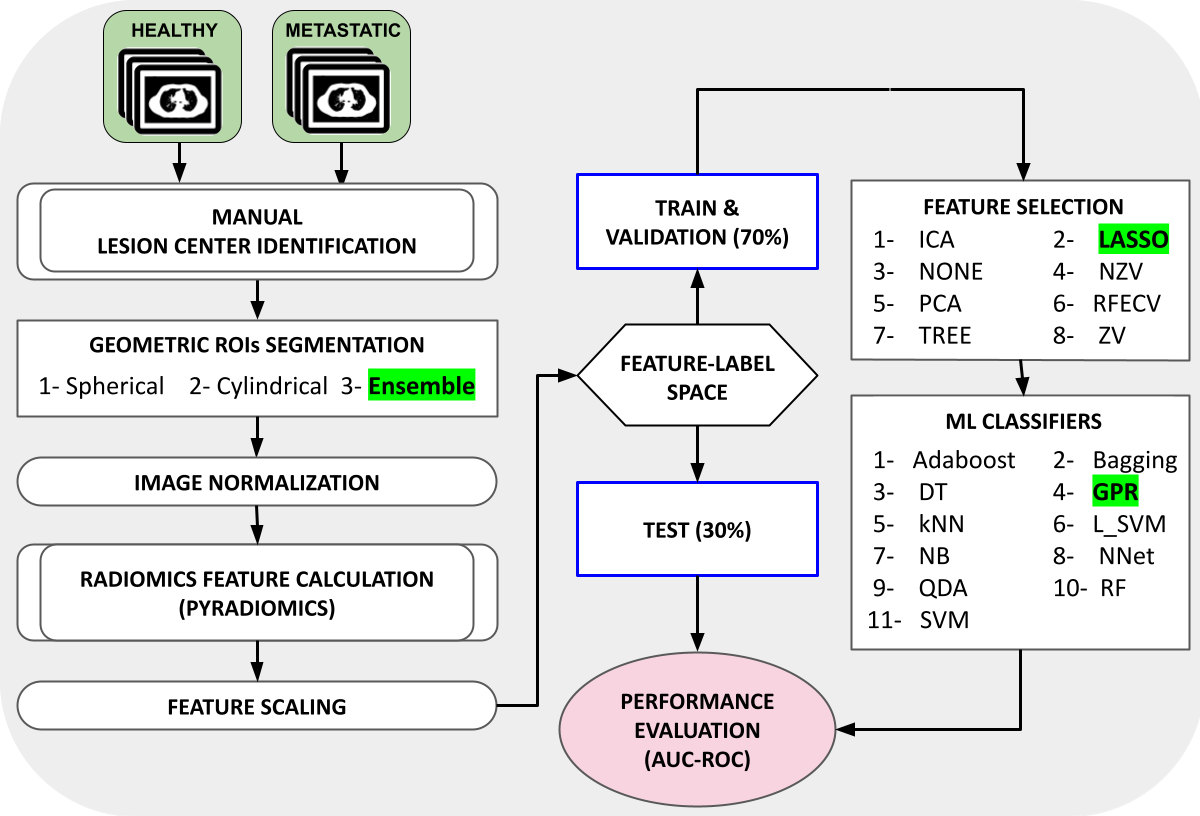 HEALTHY
METASTATIC
MANUAL
LESION CENTER IDENTIFICATION
GEOMETRIC ROIs SEGMENTATION
1- Spherical 2- Cylindrical 3- Ensemble
IMAGE NORMALIZATION
RADIOMICS FEATURE CALCULATION
(PYRADIOMICS)
FEATURE SCALING
TRAIN &
VALIDATION (70%)
FEATURE-LABEL
SPACE
TEST (30%)
PERFORMANCE
EVALUATION
(AUC-ROC)
FEATURE SELECTION
1- ICA 2- LASSO
3- NONE 4- NZV
5- PCA 6- RFECV
7- TREE 8- ZV
ML CLASSIFIERS
1- Adaboost 2- Bagging
3- DT 4- GPR
5- kNN 6- L_SVM
7- NB 8- NNet
9- QDA 10- RF
11- SVM